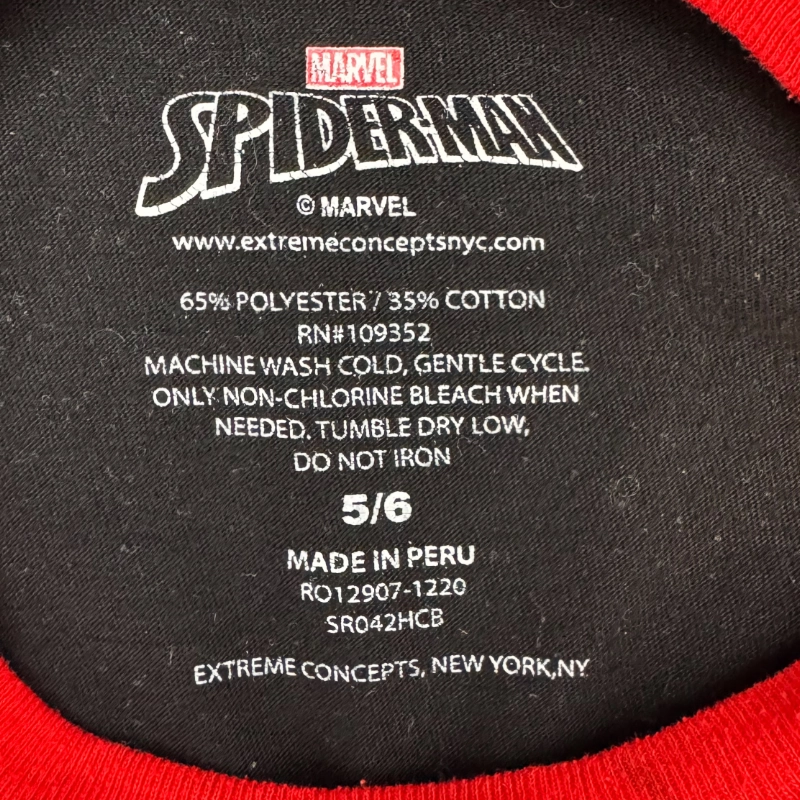 MARVEL
SPIDER-MAN
© MARVEL
www.extremeconceptsnyc.com
65% POLYESTER / 35% COTTON
RN#109352
MACHINE WASH COLD, GENTLE CYCLE.
ONLY NON-CHLORINE BLEACH WHEN
NEEDED. TUMBLE DRY LOW,
DO NOT IRON
5/6
MADE IN PERU
RO12907-1220
SR042HCB
EXTREME CONCEPTS, NEW YORK,NY